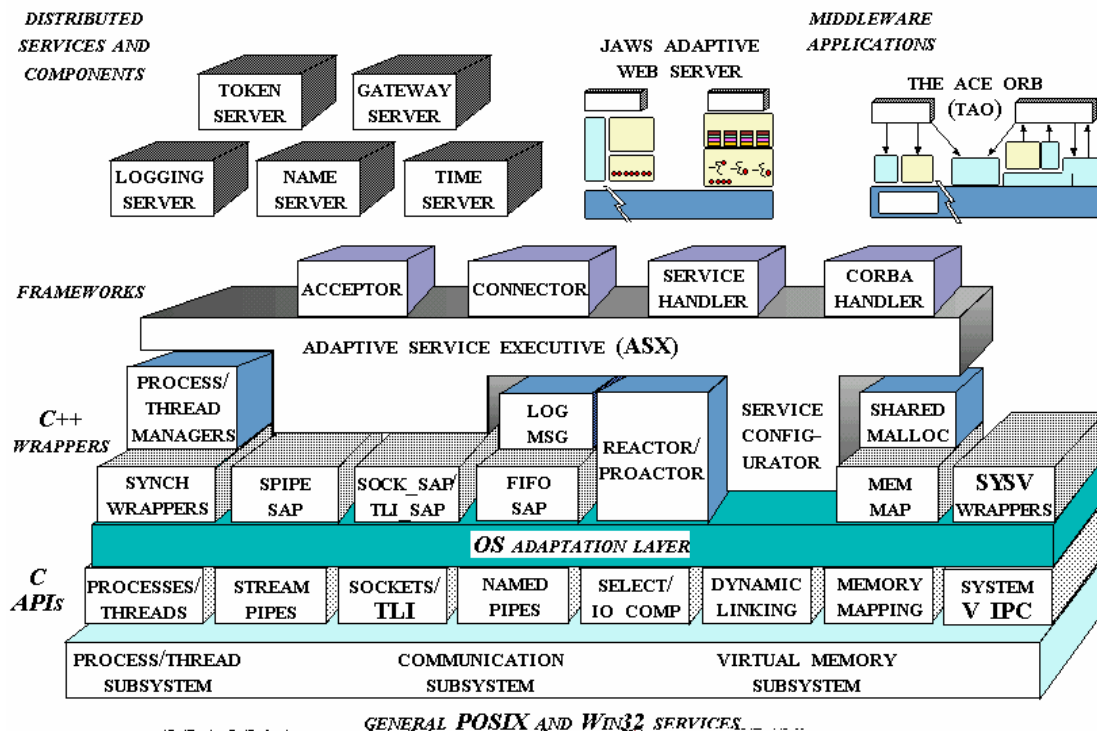 DISTRIBUTED
SERVICES AND
COMPONENTS
MIDDLEWARE
APPLICATIONS
JAWS ADAPTIVE
WEB SERVER
THE ACE ORB
(TAO)
TOKEN
SERVER
GATEWAY
SERVER
LOGGING
SERVER
NAME
SERVER
TIME
SERVER
FRAMEWORKS
ACCEPTOR
CONNECTOR
SERVICE
HANDLER
CORBA
HANDLER
ADAPTIVE SERVICE EXECUTIVE (ASX)
C++
WRAPPERS
PROCESS/
THREAD
MANAGERS
LOG
MSG
REACTOR/
PROACTOR
SERVICE
CONFIG-
URATOR
SHARED
MALLOC
SYNCH
WRAPPERS
SPIPE
SAP
SOCK_SAP/
TLI_SAP
FIFO
SAP
MEM
MAP
SYSV
WRAPPERS
OS ADAPTATION LAYER
C
APIs
PROCESSES/
THREADS
STREAM
PIPES
SOCKETS/
TLI
NAMED
PIPES
SELECT/
IO COMP
DYNAMIC
LINKING
MEMORY
MAPPING
SYSTEM
V IPC
PROCESS/THREAD
SUBSYSTEM
COMMUNICATION
SUBSYSTEM
VIRTUAL MEMORY
SUBSYSTEM
GENERAL POSIX AND WIN32 SERVICES